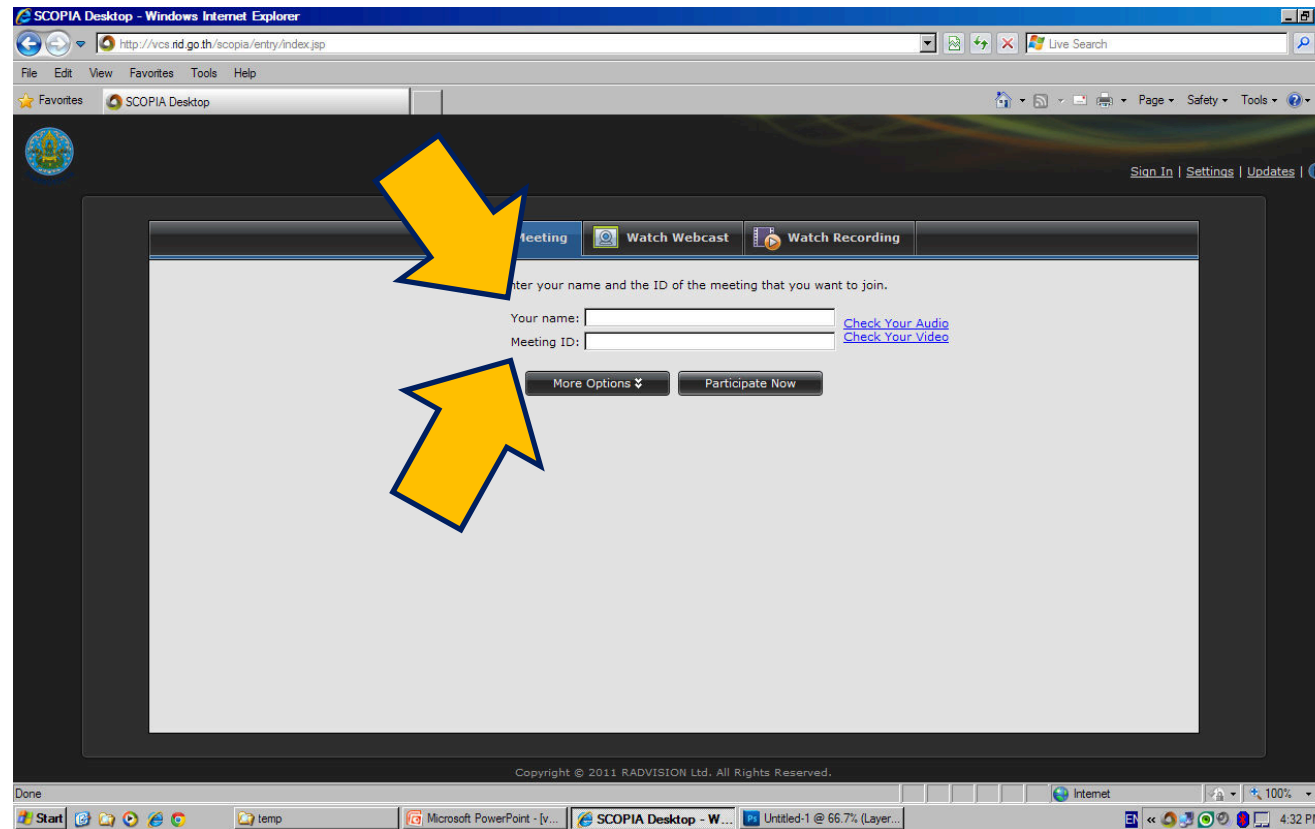 SCOPIA Desktop - Windows Internet Explorer
http://vcs.rid.go.th/scopia/entry/index.jsp
Live Search
File Edit View Favorites Tools Help
Favorites SCOPIA Desktop Page Safety Tools
Sign In | Settings | Updates |
Meeting Watch Webcast Watch Recording
your name and the ID of the meeting that you want to join.
Your name:
Check Your Audio
Meeting ID:
Check Your Video
More Options Participate Now
Copyright © 2011 RADVISION Ltd. All Rights Reserved.
Done Internet 100%
Start temp Microsoft PowerPoint - [v... SCOPIA Desktop - W... Untitled-1 @ 66.7% (Layer... EN « 4:32